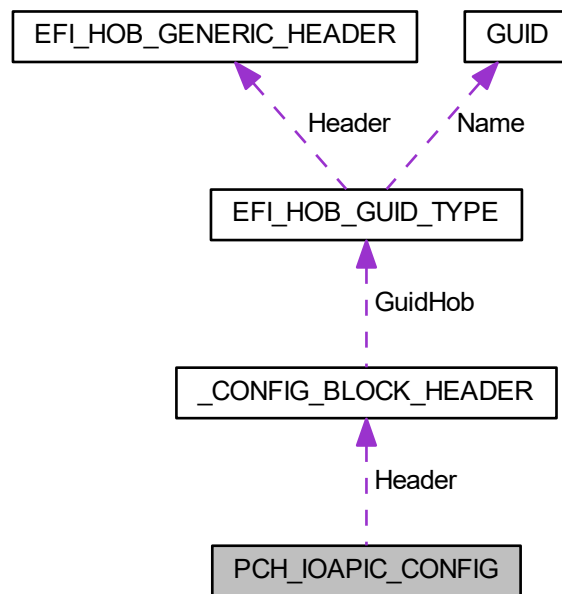 EFI_HOB_GENERIC_HEADER
GUID
Header
Name
EFI_HOB_GUID_TYPE
GuidHob
_CONFIG_BLOCK_HEADER
Header
PCH_IOAPIC_CONFIG